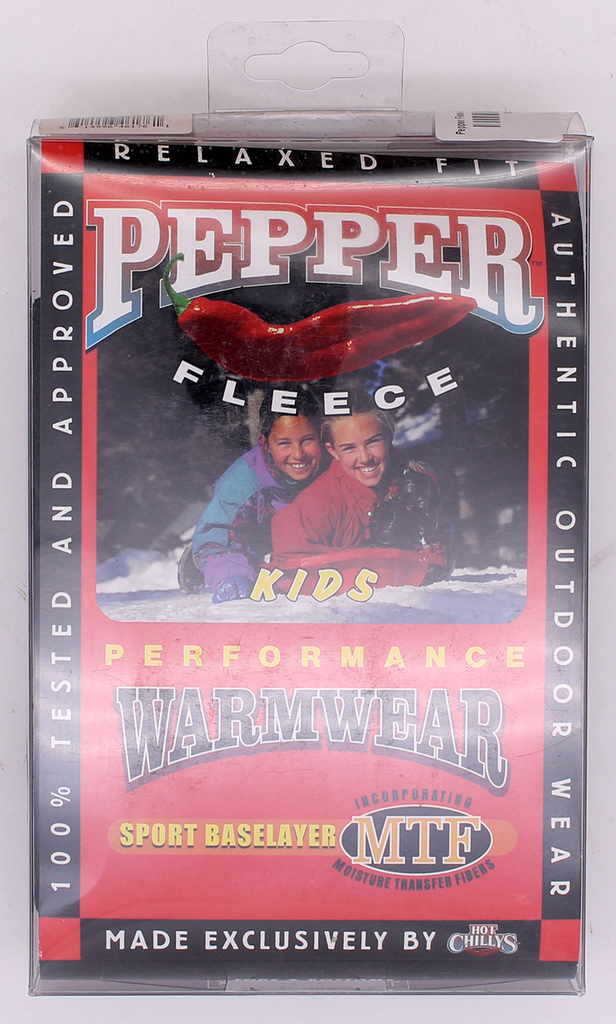 Pepper
RELAXED FIT
PEPPER™
FLEECE
KIDS
PERFORMANCE
WARMWEAR
INCORPORATING
SPORT BASELAYER MTF
MOISTURE TRANSFER FIBERS
MADE EXCLUSIVELY BY HOT
CHILLYS
100% TESTED AND APPROVED
AUTHENTIC OUTDOOR WEAR